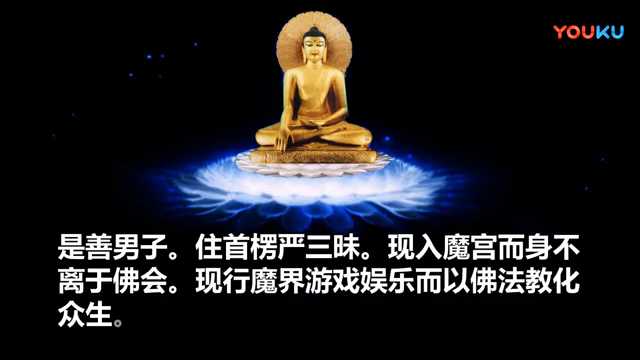 YOUKU
是善男子。住首楞严三昧。现入魔宫而身不
离于佛会。现行魔界游戏娱乐而以佛法教化
众生。